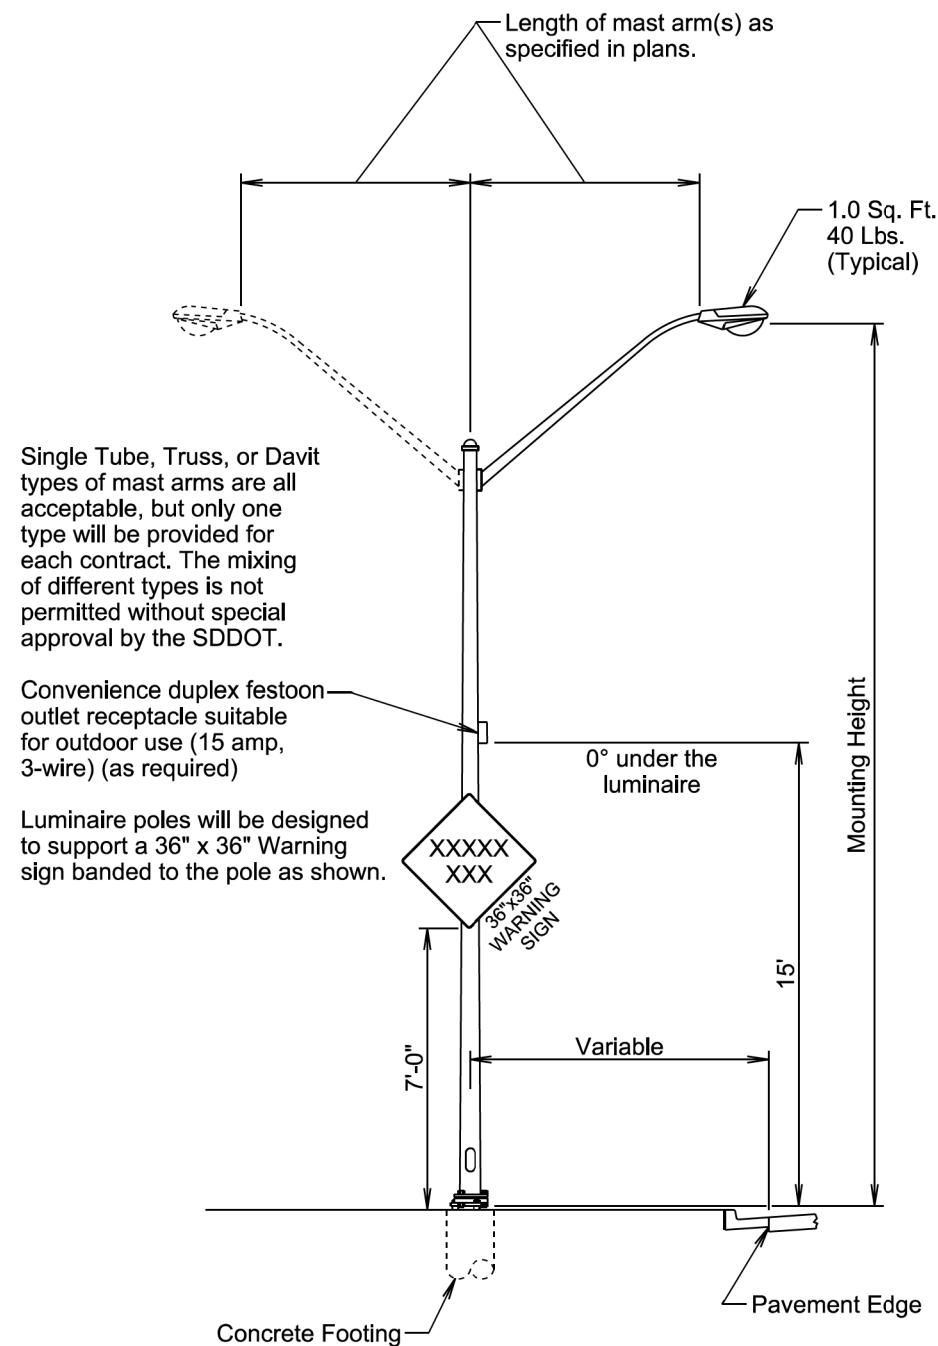 Length of mast arm(s) as
specified in plans.
1.0 Sq. Ft.
40 Lbs.
(Typical)
Single Tube, Truss, or Davit
types of mast arms are all
acceptable, but only one
type will be provided for
each contract. The mixing
of different types is not
permitted without special
approval by the SDDOT.
Convenience duplex festoon
outlet receptacle suitable
for outdoor use (15 amp,
3-wire) (as required)
0° under the
luminaire
Mounting Height
Luminaire poles will be designed
to support a 36" x 36" Warning
sign banded to the pole as shown.
XXXXX
XXX
36"x36"
WARNING
SIGN
15'
7'-0"
Variable
Pavement Edge
Concrete Footing